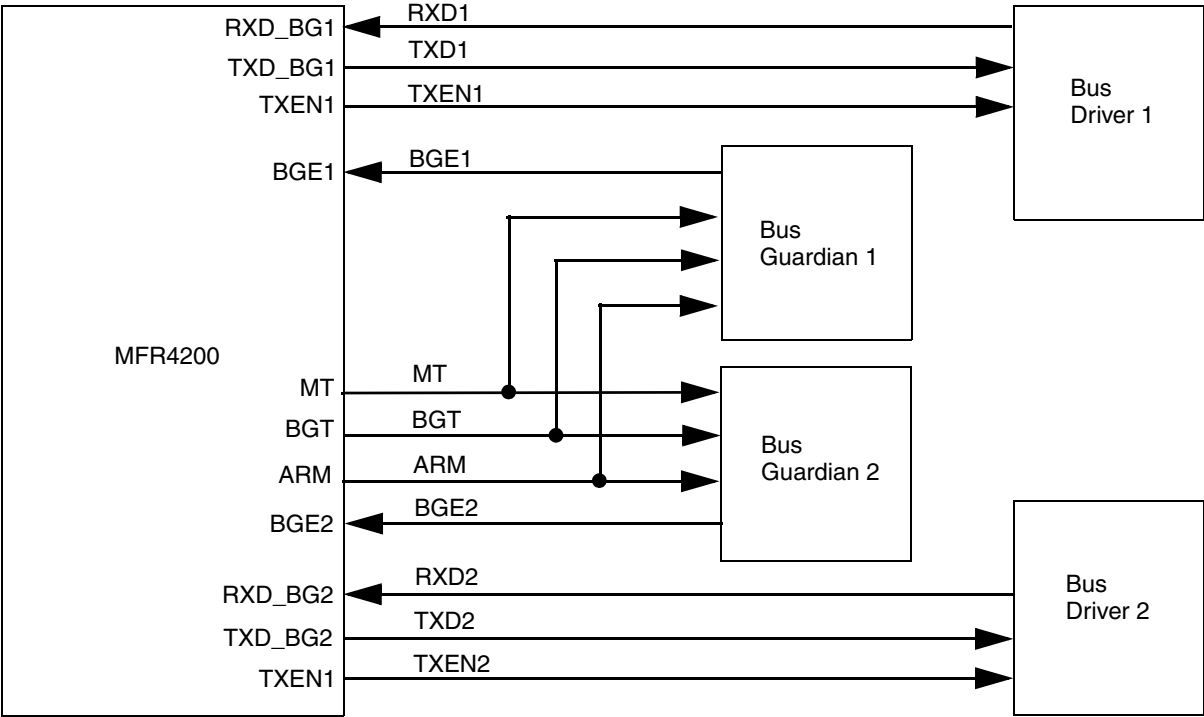 RXD_BG1
RXD1
TXD_BG1
TXD1
TXEN1
TXEN1
Bus
Driver 1
BGE1
BGE1
Bus
Guardian 1
MFR4200
MT
MT
BGT
BGT
ARM
ARM
Bus
Guardian 2
BGE2
BGE2
RXD_BG2
RXD2
TXD_BG2
TXD2
TXEN1
TXEN2
Bus
Driver 2